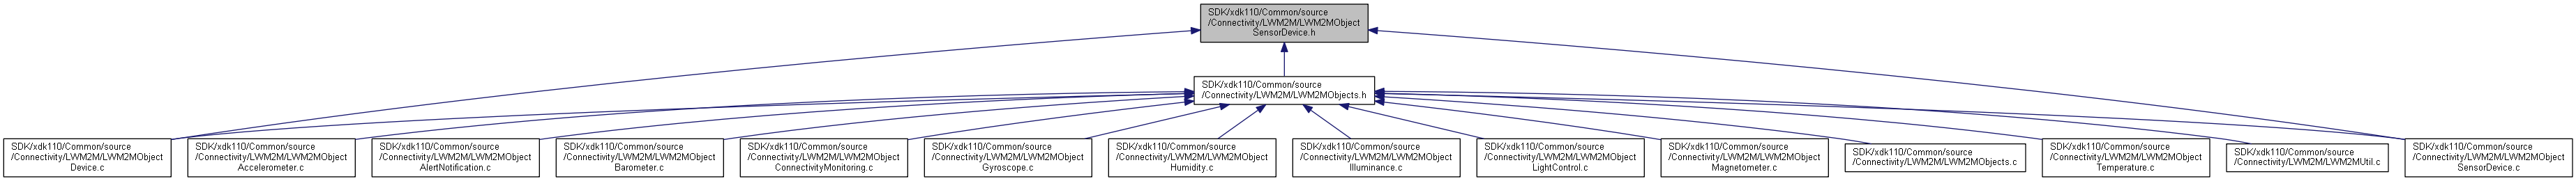 SDK/xdk110/Common/source
/Connectivity/LWM2M/LWM2MObject
SensorDevice.h
SDK/xdk110/Common/source
/Connectivity/LWM2M/LWM2MObjects.h
SDK/xdk110/Common/source
/Connectivity/LWM2M/LWM2MObject
Device.c
SDK/xdk110/Common/source
/Connectivity/LWM2M/LWM2MObject
Accelerometer.c
SDK/xdk110/Common/source
/Connectivity/LWM2M/LWM2MObject
AlertNotification.c
SDK/xdk110/Common/source
/Connectivity/LWM2M/LWM2MObject
Barometer.c
SDK/xdk110/Common/source
/Connectivity/LWM2M/LWM2MObject
ConnectivityMonitoring.c
SDK/xdk110/Common/source
/Connectivity/LWM2M/LWM2MObject
Gyroscope.c
SDK/xdk110/Common/source
/Connectivity/LWM2M/LWM2MObject
Humidity.c
SDK/xdk110/Common/source
/Connectivity/LWM2M/LWM2MObject
Illuminance.c
SDK/xdk110/Common/source
/Connectivity/LWM2M/LWM2MObject
LightControl.c
SDK/xdk110/Common/source
/Connectivity/LWM2M/LWM2MObject
Magnetometer.c
SDK/xdk110/Common/source
/Connectivity/LWM2M/LWM2MObjects.c
SDK/xdk110/Common/source
/Connectivity/LWM2M/LWM2MObject
Temperature.c
SDK/xdk110/Common/source
/Connectivity/LWM2M/LWM2MUtil.c
SDK/xdk110/Common/source
/Connectivity/LWM2M/LWM2MObject
SensorDevice.c